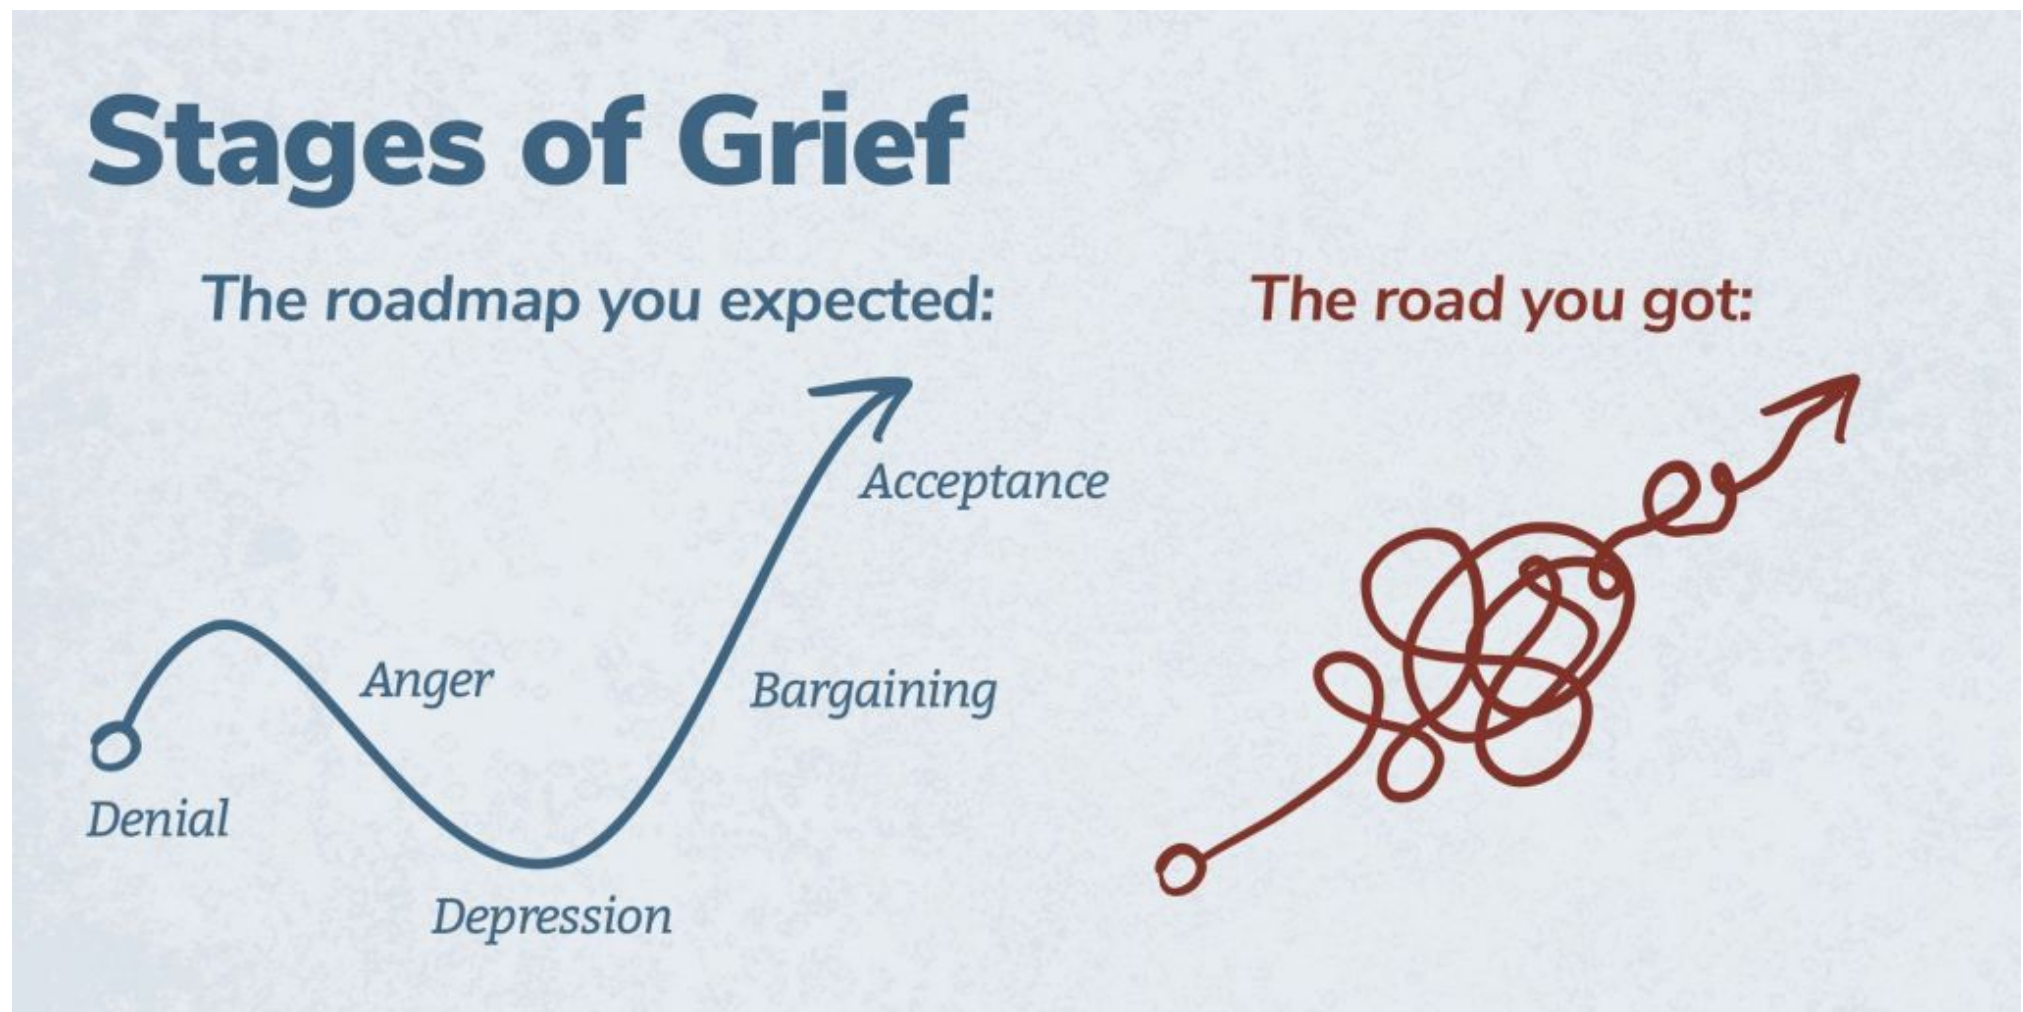 Stages of Grief
The roadmap you expected:
Denial
Anger
Depression
Bargaining
Acceptance
The road you got: